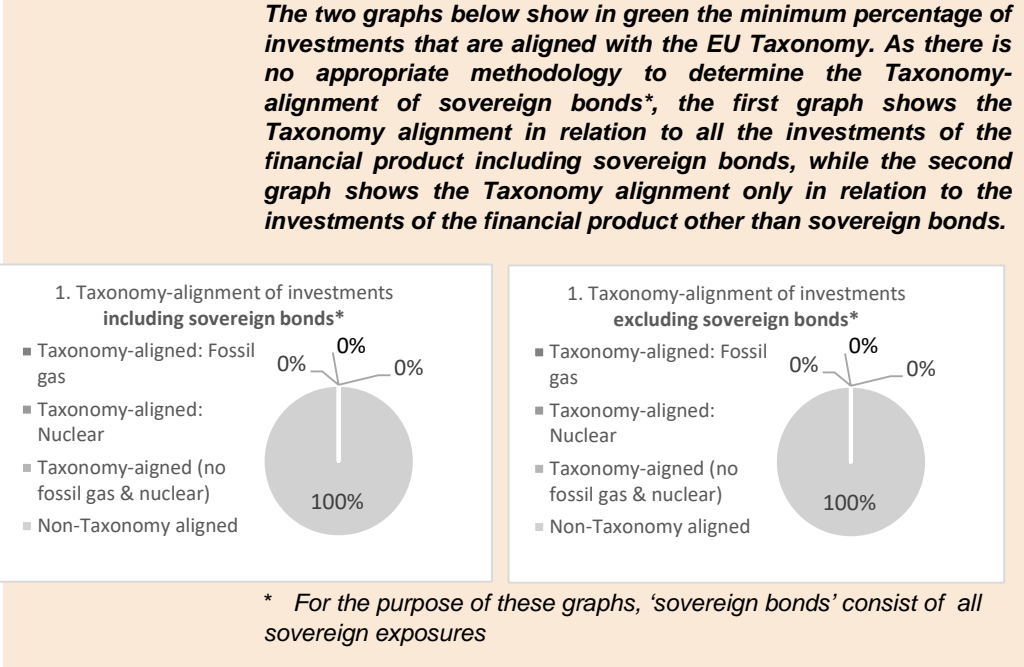 The two graphs below show in green the minimum percentage of
investments that are aligned with the EU Taxonomy. As there is
no appropriate methodology to determine the Taxonomy-
alignment of sovereign bonds*, the first graph shows the
Taxonomy alignment in relation to all the investments of the
financial product including sovereign bonds, while the second
graph shows the Taxonomy alignment only in relation to the
investments of the financial product other than sovereign bonds.
1. Taxonomy-alignment of investments
including sovereign bonds*
Taxonomy-aligned: Fossil
gas
Taxonomy-aligned:
Nuclear
Taxonomy-aigned (no
fossil gas & nuclear)
Non-Taxonomy aligned
0%
0%
0%
100%
1. Taxonomy-alignment of investments
excluding sovereign bonds*
Taxonomy-aligned: Fossil
gas
Taxonomy-aligned:
Nuclear
Taxonomy-aigned (no
fossil gas & nuclear)
Non-Taxonomy aligned
0%
0%
0%
100%
* For the purpose of these graphs, ‘sovereign bonds’ consist of all
sovereign exposures